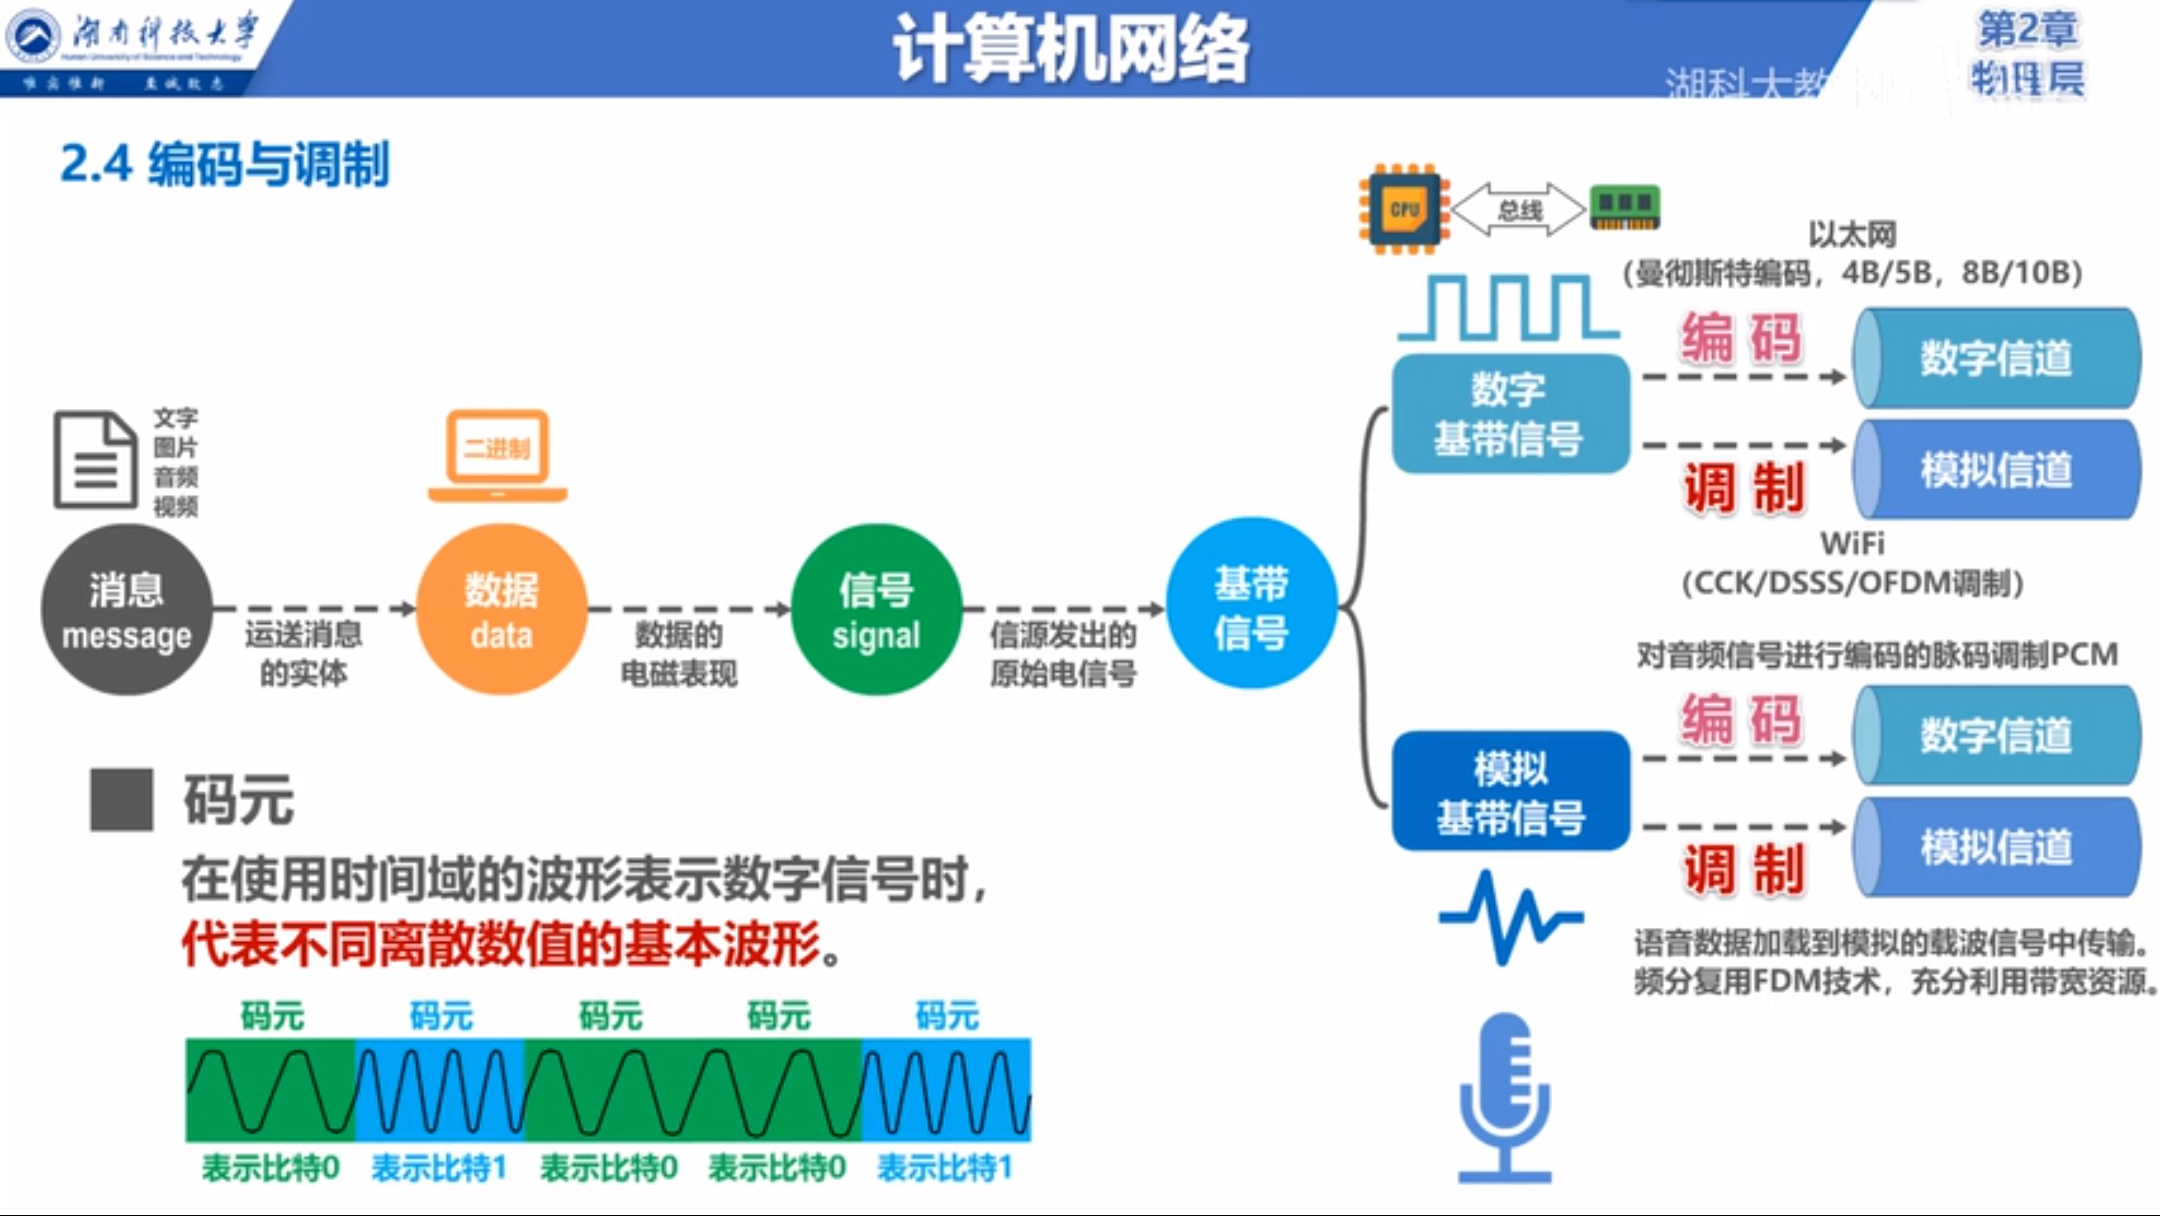 湖南科技大学
Hunan University of Science and Technology
唯实惟新 至诚致志
计算机网络
第2章
物理层
湖科大教
2.4 编码与调制
CPU
总线
以太网
(曼彻斯特编码，4B/5B，8B/10B)
编码
数字信道
数字
基带信号
调制
模拟信道
WiFi
(CCK/DSSS/OFDM调制)
文字
图片
音频
视频
二进制
消息
message
运送消息
的实体
数据
data
数据的
电磁表现
信号
signal
信源发出的
原始电信号
基带
信号
对音频信号进行编码的脉码调制PCM
编码
数字信道
模拟
基带信号
调制
模拟信道
语音数据加载到模拟的载波信号中传输。
频分复用FDM技术，充分利用带宽资源。
码元
在使用时间域的波形表示数字信号时，
代表不同离散数值的基本波形。
码元 码元 码元 码元 码元
表示比特0 表示比特1 表示比特0 表示比特0 表示比特1